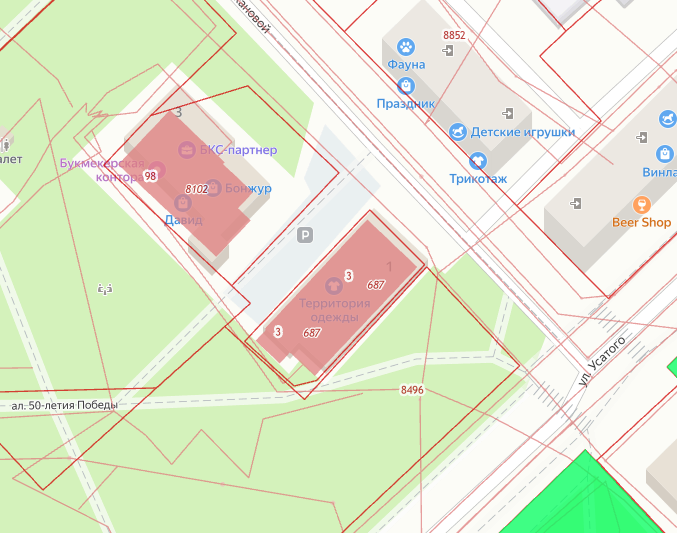 8852
Фауна
Праздник
Детские игрушки
Трикотаж
Винла
Beer Shop
3
БКС-партнер
Букмекерская
контора
98
8102
Бонжур
Давид
P
1
3
687
Территория
одежды
3
687
ал. 50-летия Победы
8496
ул. Усатого